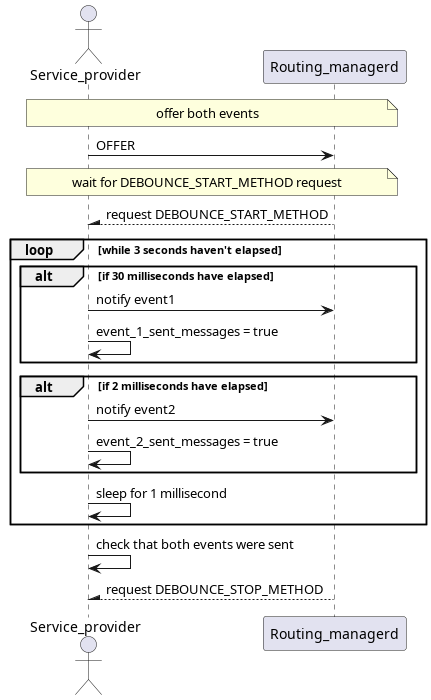 Service_provider
Routing_managerd
offer both events
OFFER
wait for DEBOUNCE_START_METHOD request
request DEBOUNCE_START_METHOD
loop [while 3 seconds haven't elapsed]
alt [if 30 milliseconds have elapsed]
notify event1
event_1_sent_messages = true
alt [if 2 milliseconds have elapsed]
notify event2
event_2_sent_messages = true
sleep for 1 millisecond
check that both events were sent
request DEBOUNCE_STOP_METHOD
Service_provider
Routing_managerd